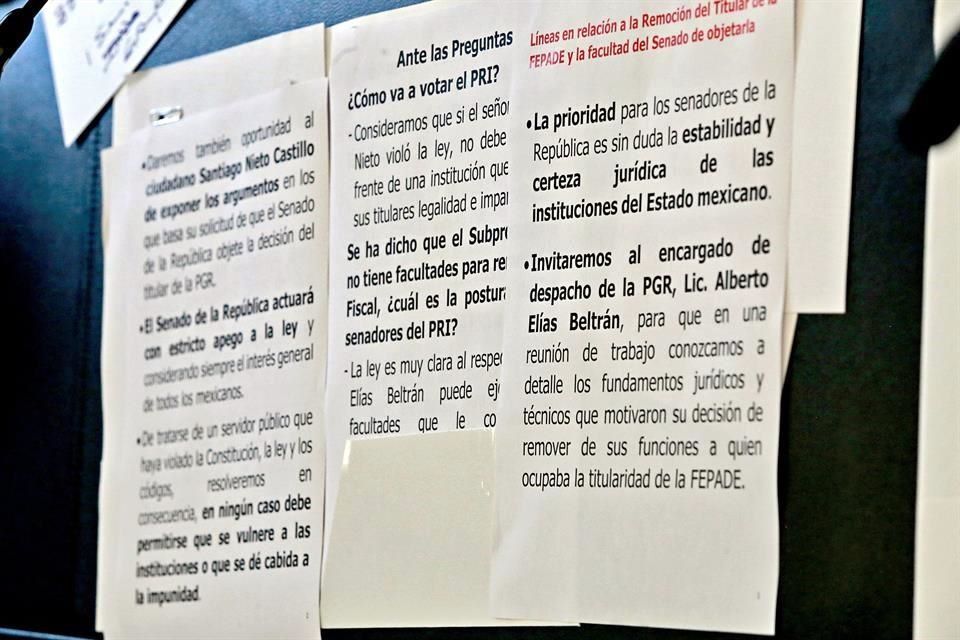 •Daremos también oportunidad al
ciudadano Santiago Nieto Castillo
de exponer los argumentos en los
que basa su solicitud de que el Senado
de la República objete la decisión del
titular de la PGR.
•El Senado de la República actuará
con estricto apego a la ley y
considerando siempre el interés general
de todos los mexicanos.
•De tratarse de un servidor público que
haya violado la Constitución, la ley y los
códigos, resolveremos en
consecuencia, en ningún caso debe
permitirse que se vulnere a las
instituciones o que se dé cabida a
la impunidad.
Ante las Preguntas
¿Cómo va a votar el PRI?
-Consideramos que si el seño
Nieto violó la ley, no debe
frente de una institución que
sus titulares legalidad e impar
Se ha dicho que el Subpr
no tiene facultades para re
Fiscal, ¿cuál es la postur
senadores del PRI?
-La ley es muy clara al respec
Elías Beltrán puede ej
facultades que le co
Líneas en relación a la Remoción del Titular de la
FEPADE y la facultad del Senado de objetarla
•La prioridad para los senadores de la
República es sin duda la estabilidad y
certeza jurídica de las
instituciones del Estado mexicano.
•Invitaremos al encargado de
despacho de la PGR, Lic. Alberto
Elías Beltrán, para que en una
reunión de trabajo conozcamos a
detalle los fundamentos jurídicos y
técnicos que motivaron su decisión de
remover de sus funciones a quien
ocupaba la titularidad de la FEPADE.